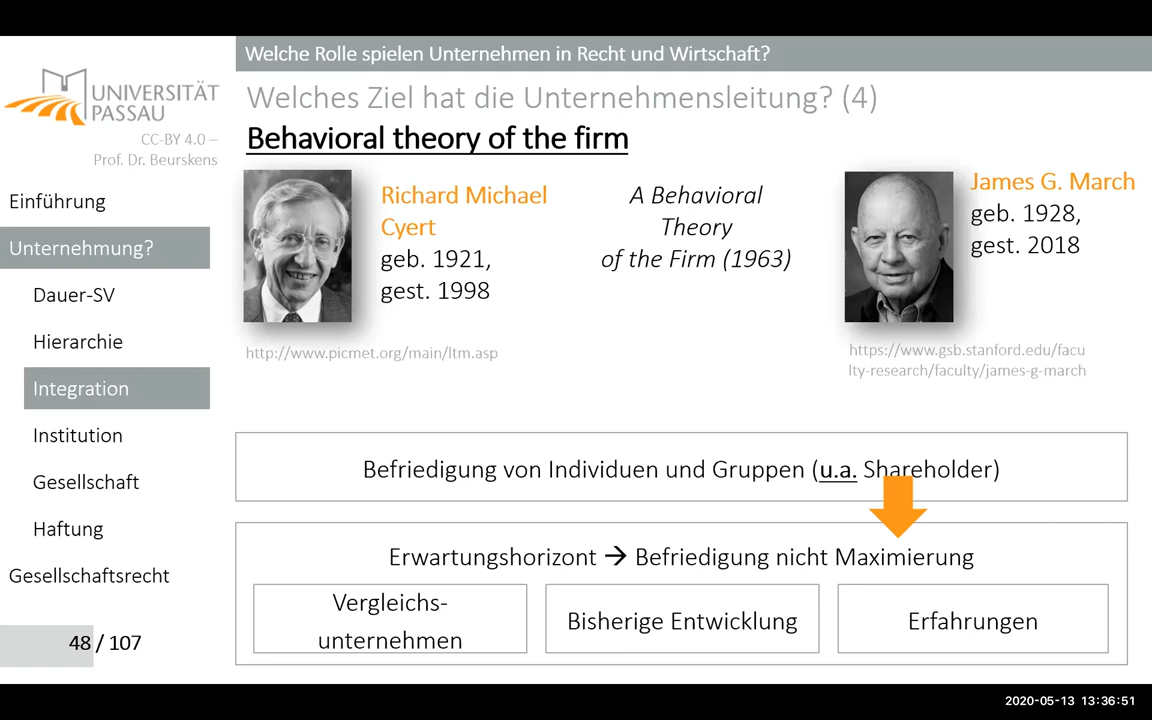 Welche Rolle spielen Unternehmen in Recht und Wirtschaft?
UNIVERSITÄT
PASSAU
CC-BY 4.0 –
Prof. Dr. Beurskens
Einführung
Unternehmung?
Dauer-SV
Hierarchie
Integration
Institution
Gesellschaft
Haftung
Gesellschaftsrecht
48 / 107
Welches Ziel hat die Unternehmensleitung? (4)
Behavioral theory of the firm
Richard Michael
Cyert
geb. 1921,
gest. 1998
http://www.picmet.org/main/ltm.asp
A Behavioral
Theory
of the Firm (1963)
James G. March
geb. 1928,
gest. 2018
https://www.gsb.stanford.edu/facu
lty-research/faculty/james-g-march
Befriedigung von Individuen und Gruppen (u.a. Shareholder)
Erwartungshorizont → Befriedigung nicht Maximierung
Vergleichs-
unternehmen
Bisherige Entwicklung
Erfahrungen
2020-05-13 13:36:51